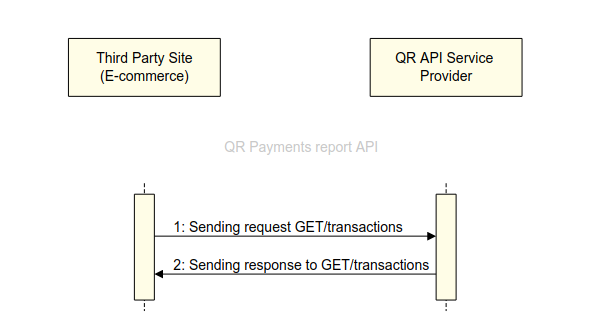 Third Party Site
(E-commerce)
QR API Service
Provider
QR Payments report API
1: Sending request GET/transactions
2: Sending response to GET/transactions